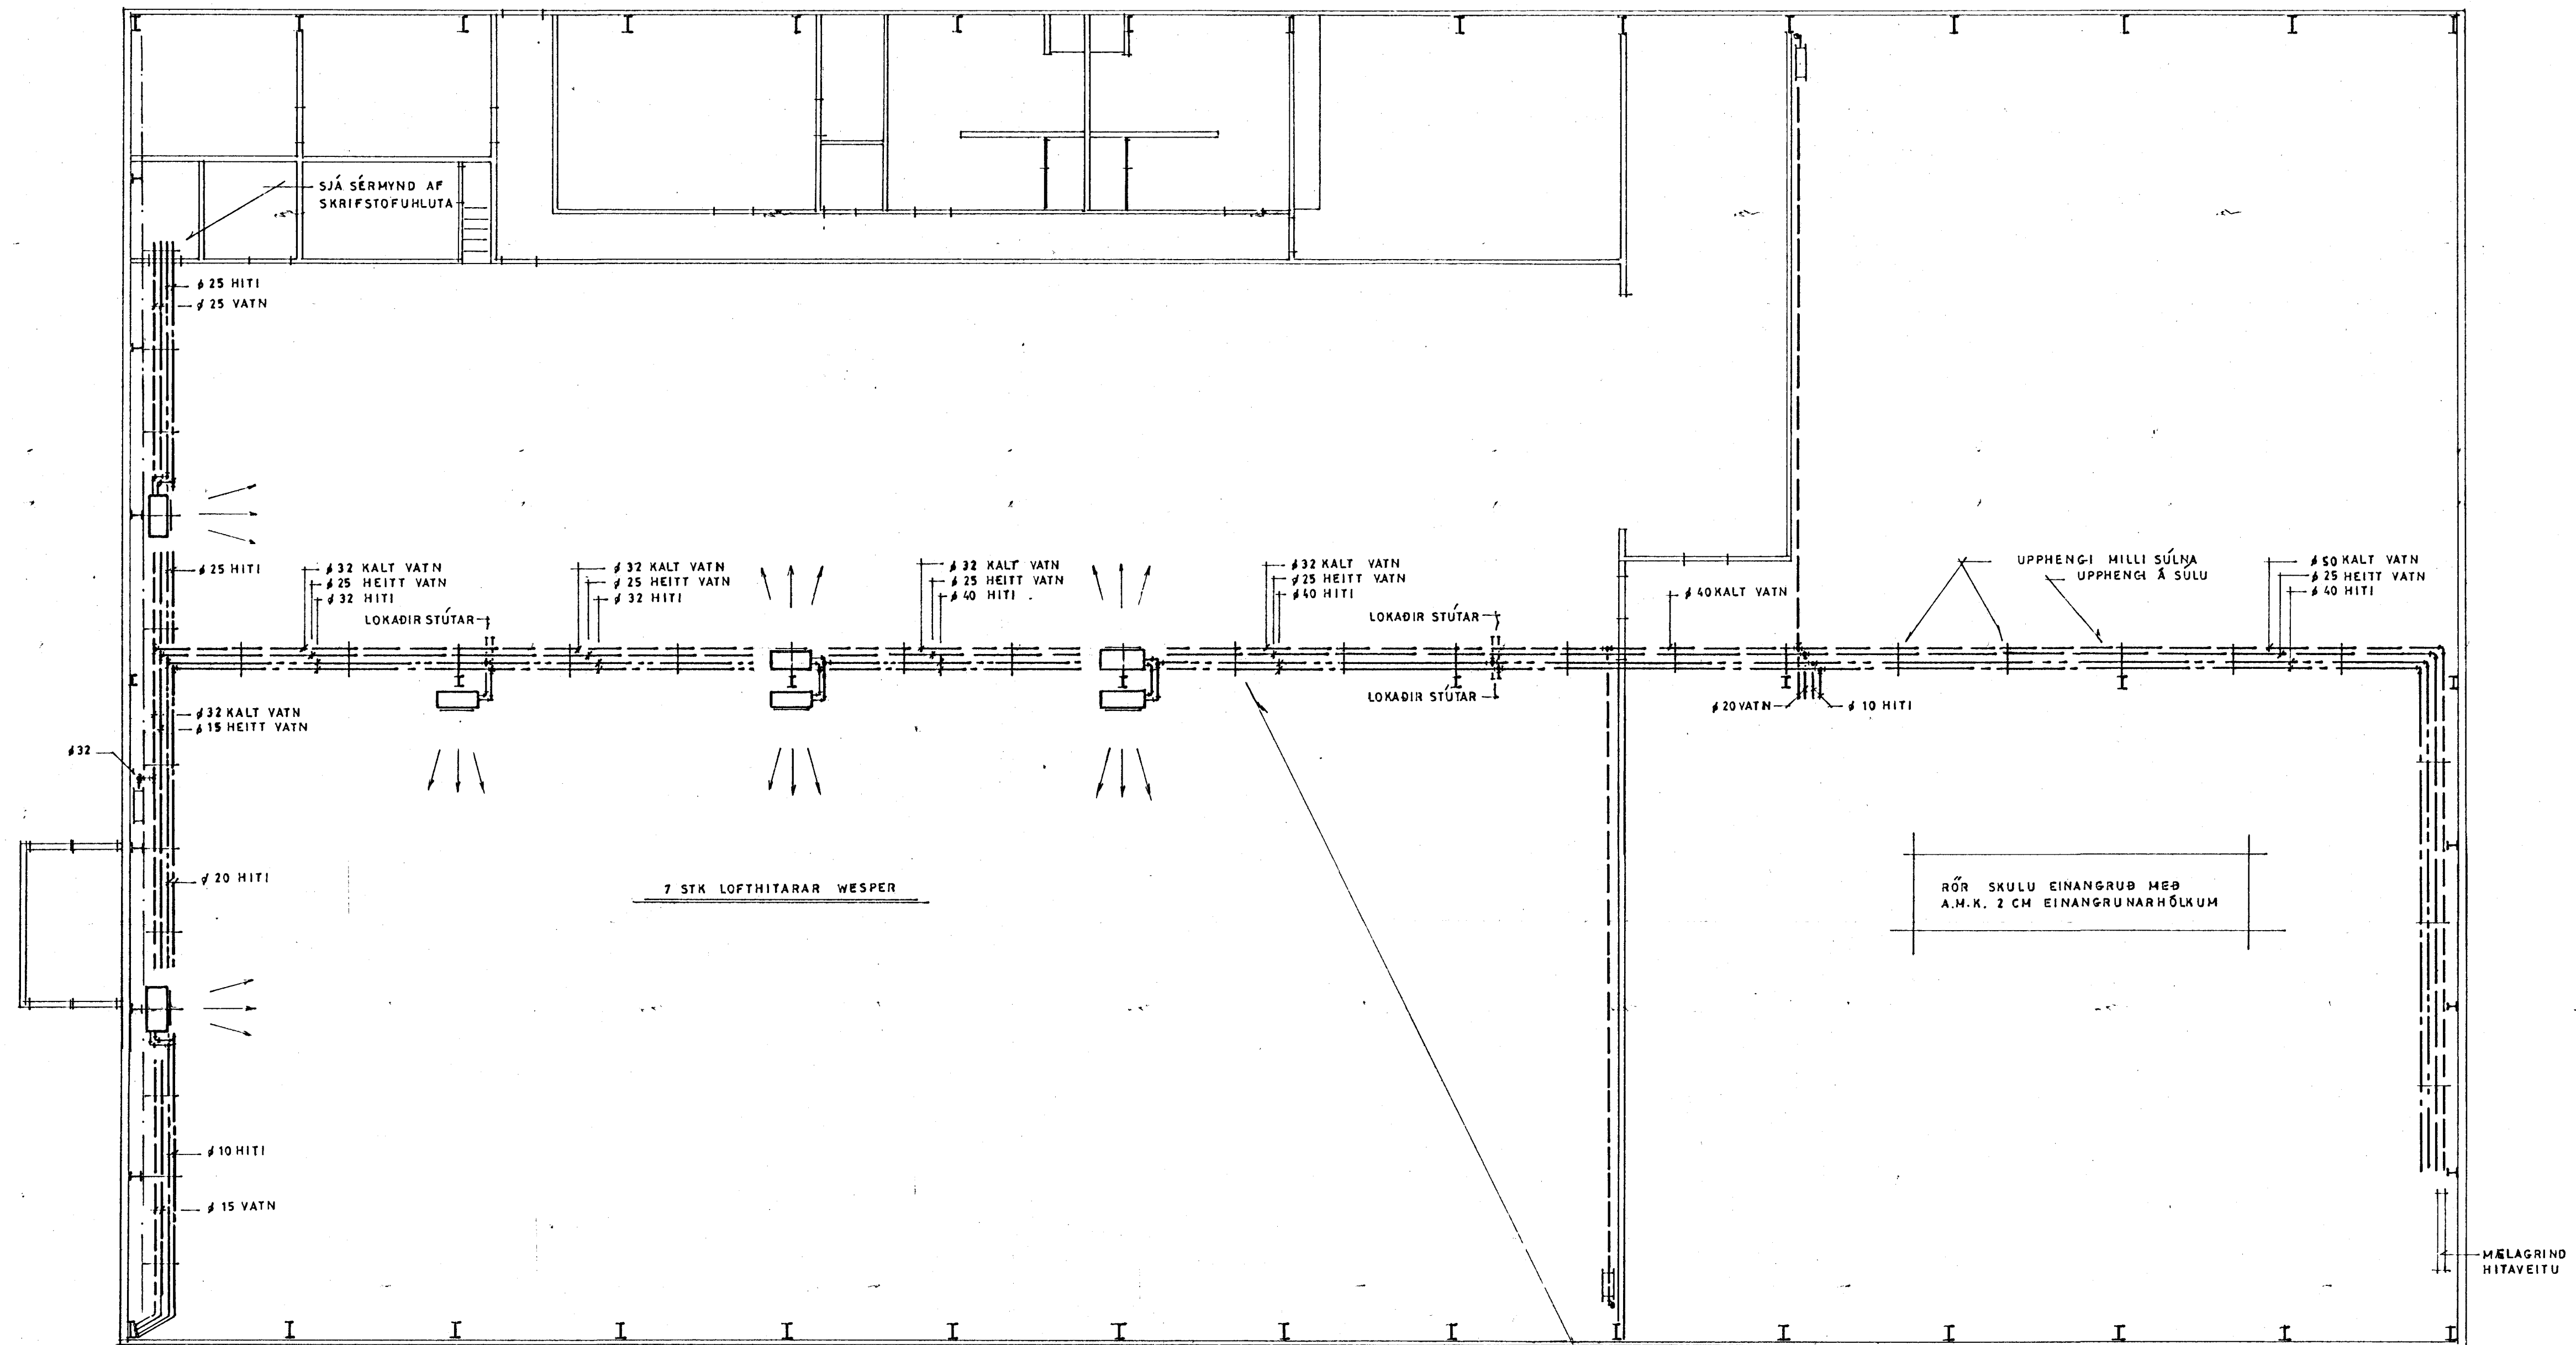 SJÁ SÉRMYND AF
SKRIFSTOFUHLUTA
ø 25 HITI
ø 25 VATN
ø 25 HITI
ø 32 KALT VATN
ø 25 HEITT VATN
ø 32 HITI
LOKAÐIR STÚTAR
ø 32 KALT VATN
ø 25 HEITT VATN
ø 32 HITI
ø 32 KALT VATN
ø 25 HEITT VATN
ø 40 HITI
ø 32 KALT VATN
ø 25 HEITT VATN
ø 40 HITI
LOKAÐIR STÚTAR
LOKAÐIR STÚTAR
ø 40 KALT VATN
UPPHENGI MILLI SÚLNA
UPPHENGI Á SÚLU
ø 50 KALT VATN
ø 25 HEITT VATN
ø 40 HITI
ø 20 VATN
ø 10 HITI
ø 32 KALT VATN
ø 15 HEITT VATN
ø 32
ø 20 HITI
7 STK LOFTHITARAR WESPER
RÖR SKULU EINANGRUÐ MEÐ
A.M.K. 2 CM EINANGRUNARHÓLKUM
ø 10 HITI
ø 15 VATN
MÆLAGRIND
HITAVEITU